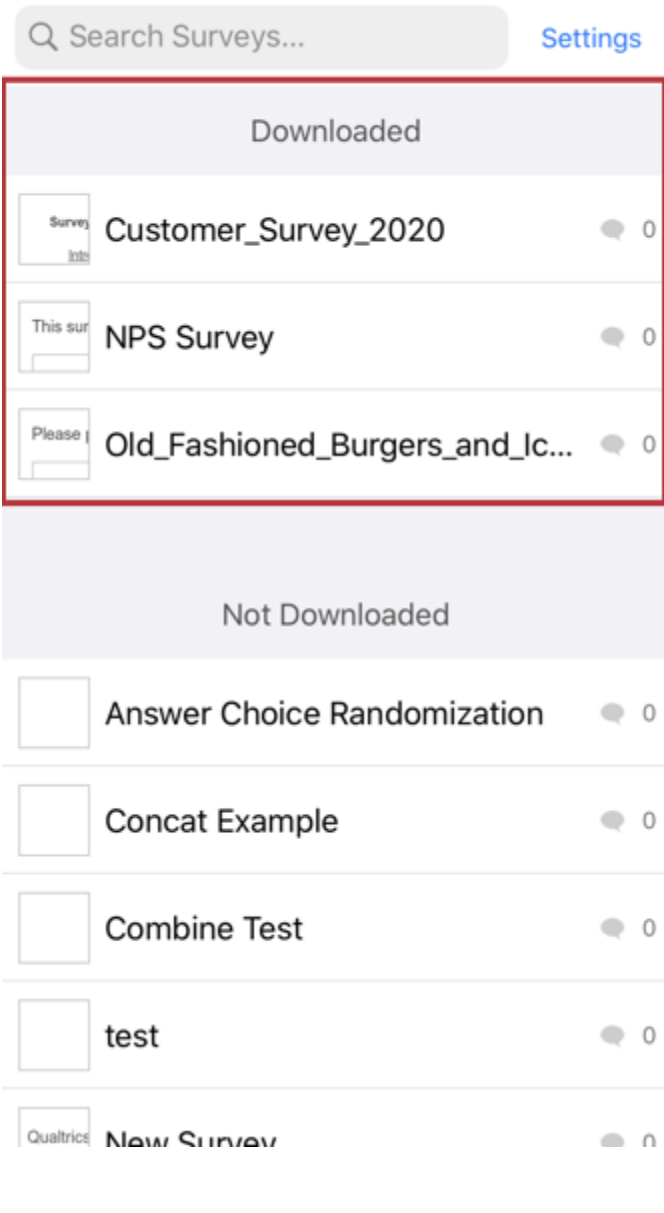 Search Surveys...
Settings
Downloaded
Survey
Customer_Survey_2020
0
This sur
NPS Survey
0
Please
Old_Fashioned_Burgers_and_Ic...
0
Not Downloaded
Answer Choice Randomization
0
Concat Example
0
Combine Test
0
test
0
Qualtrics
New Survey
0